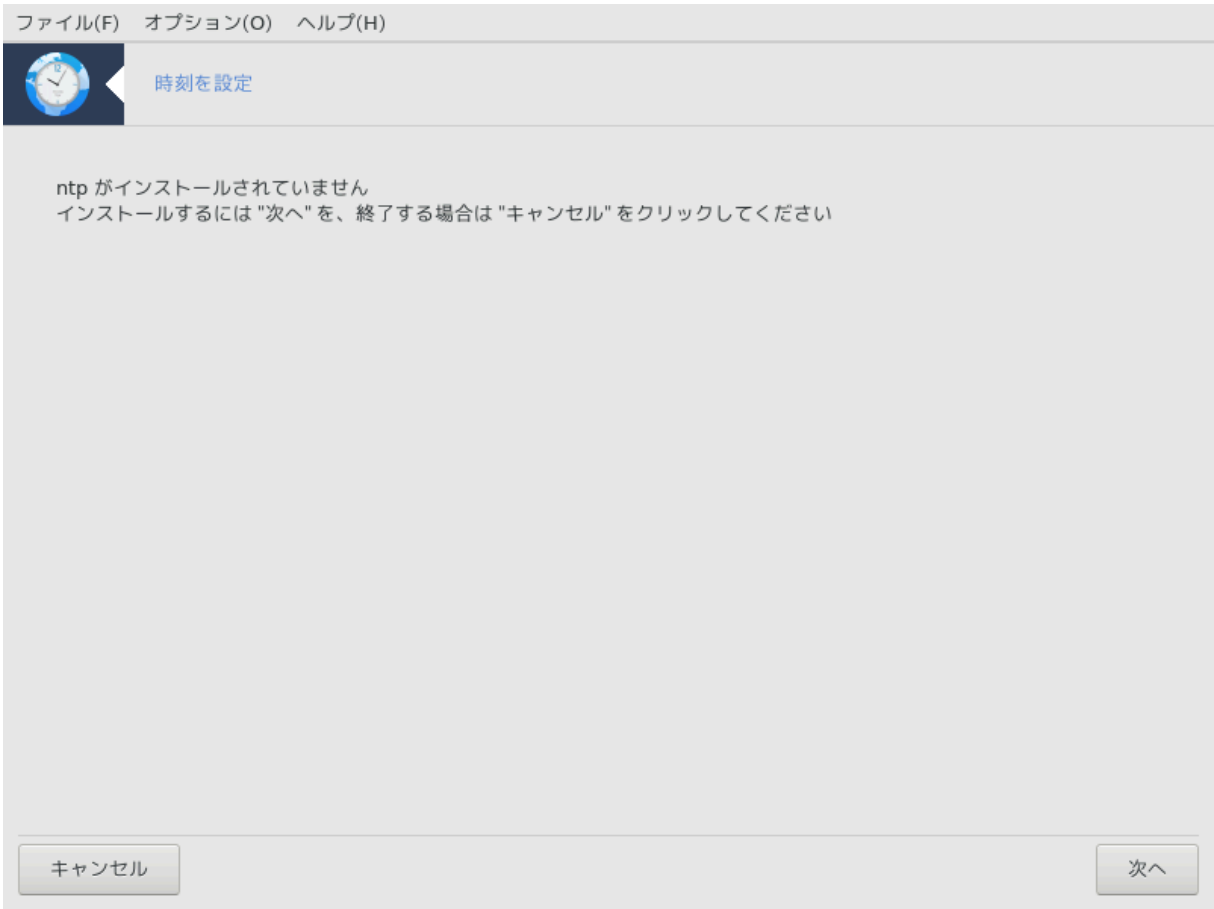 ファイル(F) オプション(O) ヘルプ(H)
時刻を設定
ntp がインストールされていません
インストールするには "次へ" を、終了する場合は "キャンセル" をクリックしてください
キャンセル
次へ